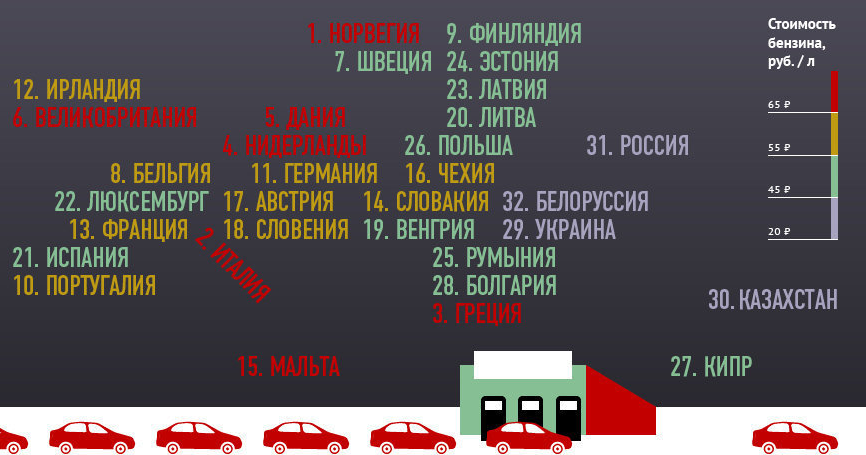 1. НОРВЕГИЯ
9. ФИНЛЯНДИЯ
Стоимость
бензина,
руб. / л
7. ШВЕЦИЯ
24. ЭСТОНИЯ
12. ИРЛАНДИЯ
23. ЛАТВИЯ
65 ₽
6. ВЕЛИКОБРИТАНИЯ
5. ДАНИЯ
20. ЛИТВА
4. НИДЕРЛАНДЫ
26. ПОЛЬША
31. РОССИЯ
55 ₽
8. БЕЛЬГИЯ
11. ГЕРМАНИЯ
16. ЧЕХИЯ
22. ЛЮКСЕМБУРГ
17. АВСТРИЯ
14. СЛОВАКИЯ
32. БЕЛОРУССИЯ
45 ₽
13. ФРАНЦИЯ
18. СЛОВЕНИЯ
19. ВЕНГРИЯ
29. УКРАИНА
20 ₽
2. ИТАЛИЯ
21. ИСПАНИЯ
25. РУМЫНИЯ
10. ПОРТУГАЛИЯ
28. БОЛГАРИЯ
30. КАЗАХСТАН
3. ГРЕЦИЯ
15. МАЛЬТА
27. КИПР